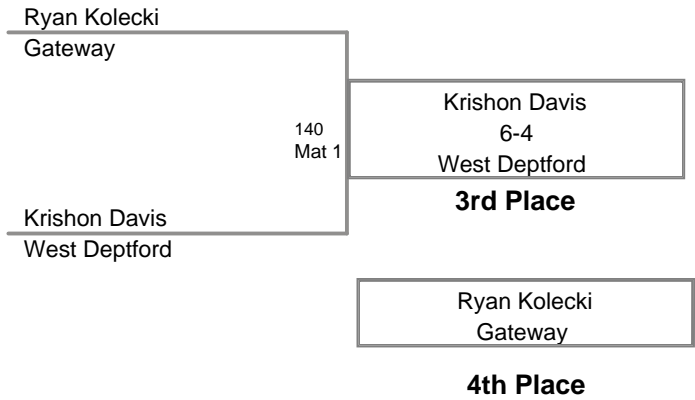 Ryan Kolecki
Gateway
140
Mat 1
Krishon Davis
6-4
West Deptford
3rd Place
Krishon Davis
West Deptford
Ryan Kolecki
Gateway
4th Place